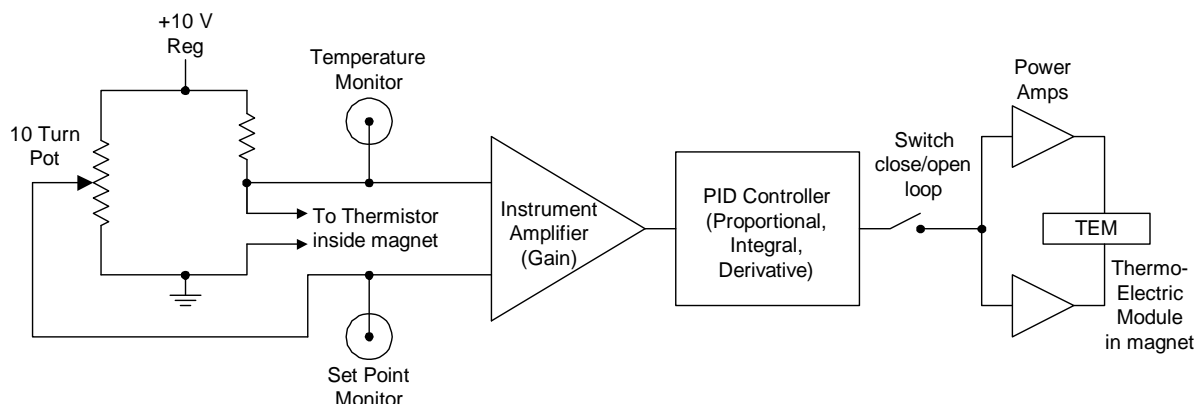 +10 V
Reg
10 Turn
Pot
Temperature
Monitor
To Thermistor
inside magnet
Set Point
Monitor
Instrument
Amplifier
(Gain)
PID Controller
(Proportional,
Integral,
Derivative)
Switch
close/open
loop
Power
Amps
TEM
Thermo-
Electric
Module
in magnet